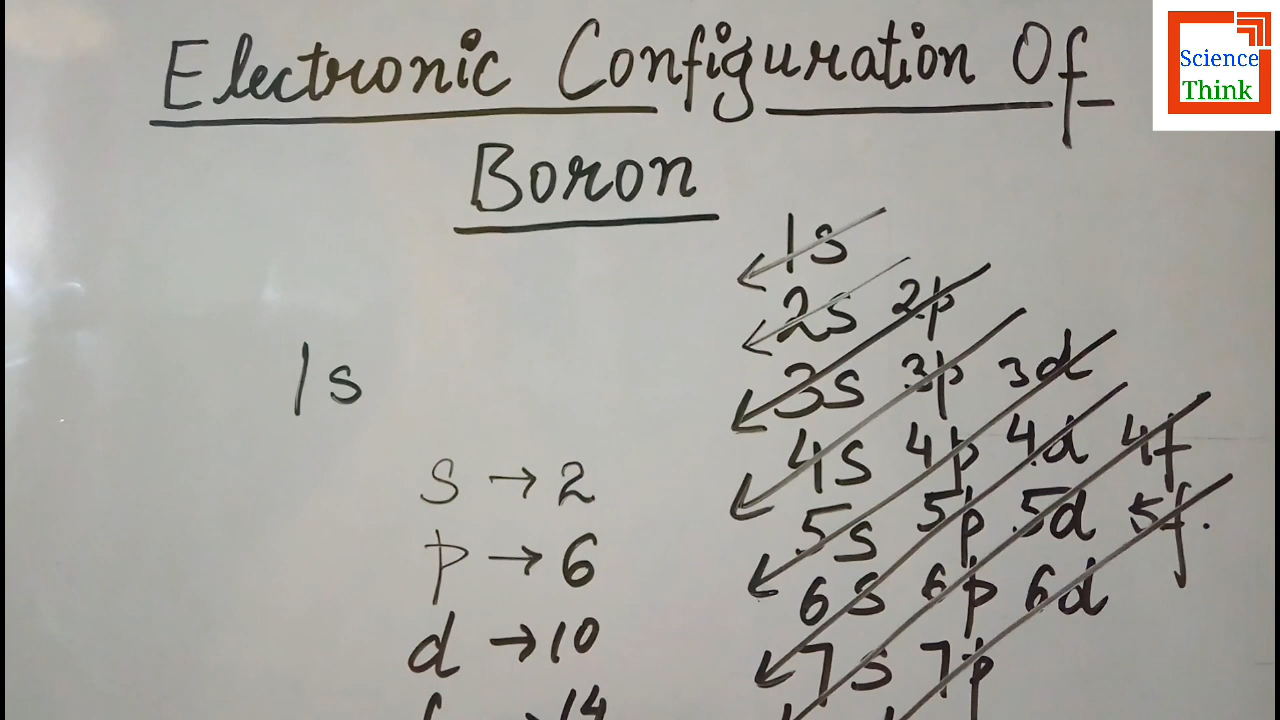 Electronic Configuration Of
Boron
Science
Think
1s
2s 2p
3s 3p 3d
4s 4p 4d 4f
5s 5p 5d 5f.
6s 6p 6d
7s 7p
1s
s → 2
p → 6
d → 10
f → 14